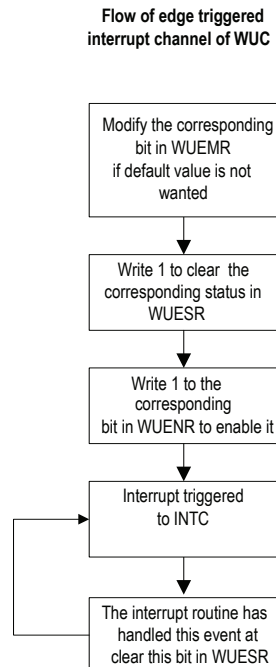 Flow of edge triggered
interrupt channel of WUC
Modify the corresponding
bit in WUEMR
if default value is not
wanted
Write 1 to clear the
corresponding status in
WUESR
Write 1 to the
corresponding
bit in WUENR to enable it
Interrupt triggered
to INTC
The interrupt routine has
handled this event at
clear this bit in WUESR